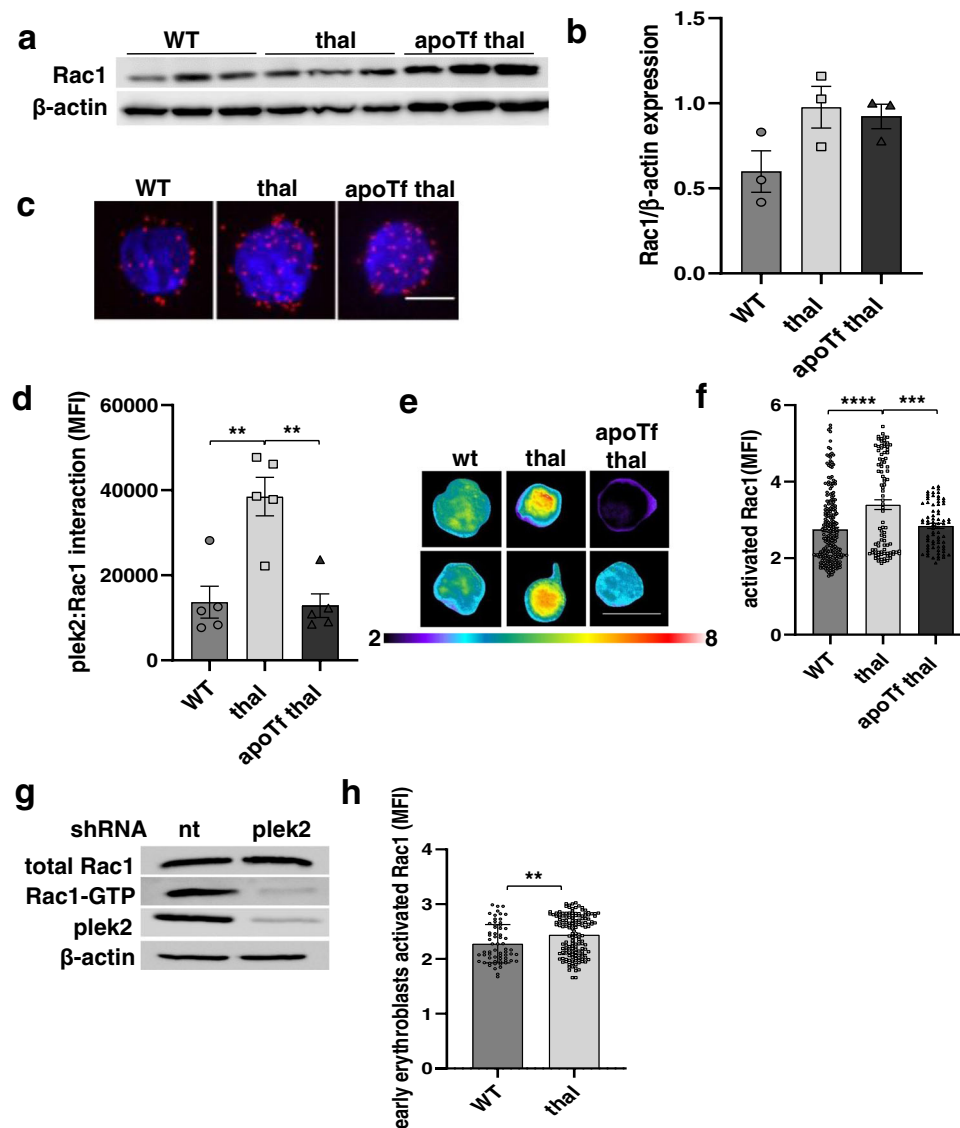 a
WT thal apoTf thal
Rac1
β-actin
b
Rac1/β-actin expression
1.5
1.0
0.5
0.0
WT
thal
apoTf thal
c
WT thal apoTf thal
d
plek2:Rac1 interaction (MFI)
60000
40000
20000
0
** **
WT
thal
apoTf thal
e
wt thal apoTf
thal
2 8
f
activated Rac1(MFI)
6
4
2
0
**** ***
WT
thal
apoTf thal
g
shRNA nt plek2
total Rac1
Rac1-GTP
plek2
β-actin
h
early erythroblasts activated Rac1 (MFI)
4
3
2
1
0
**
WT
thal